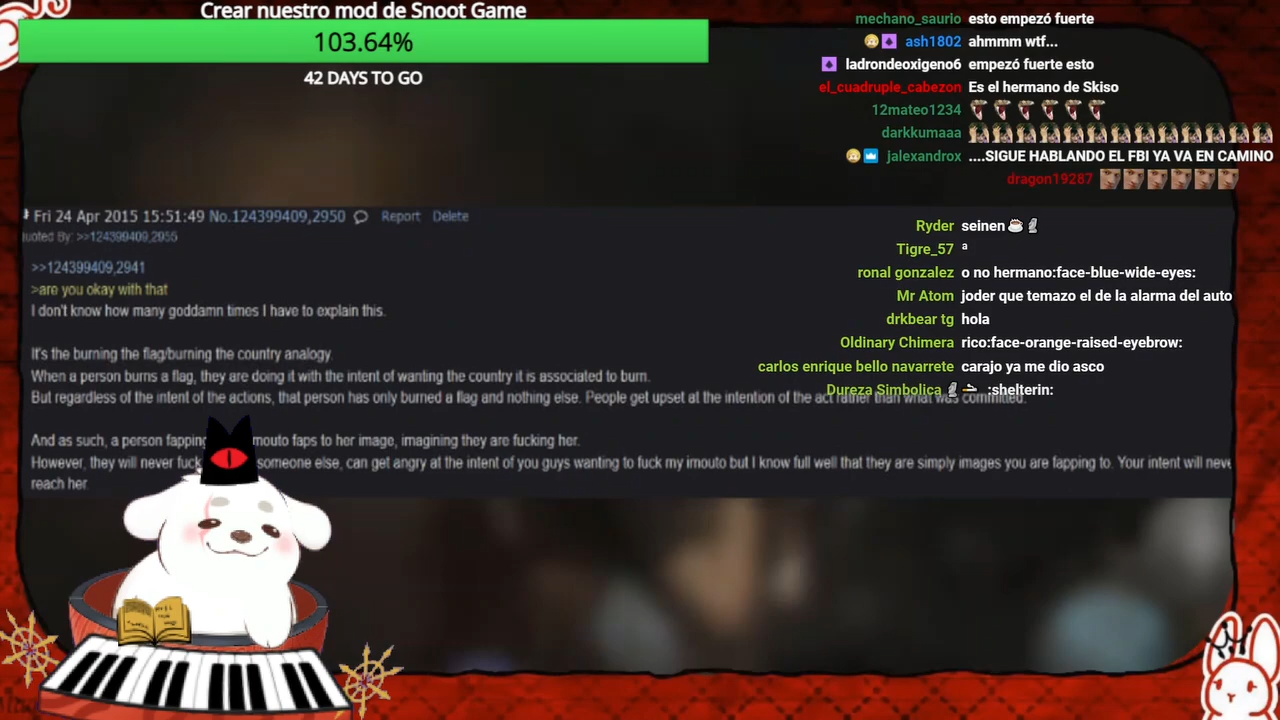 Crear nuestro mod de Snoot Game
103.64%
42 DAYS TO GO
mechano_saurio esto empezó fuerte
ash1802 ahmmm wtf...
ladrondeoxigeno6 empezó fuerte esto
el_cuadruple_cabezon Es el hermano de Skiso
12mateo1234
darkkumaaa
jalexandrox ....SIGUE HABLANDO EL FBI YA VA EN CAMINO
dragon19287
Ryder seinen
Tigre_57 ª
ronal gonzalez o no hermano:face-blue-wide-eyes:
Mr Atom joder que temazo el de la alarma del auto
drkbear tg hola
Oldinary Chimera rico:face-orange-raised-eyebrow:
carlos enrique bello navarrete carajo ya me dio asco
Dureza Simbolica :shelterin:
Fri 24 Apr 2015 15:51:49 No.124399409,2950 Report Delete
uoted By: >>124399409,2955
>>124399409,2941
>are you okay with that
I don't know how many goddamn times I have to explain this.
It's the burning the flag/burning the country analogy.
When a person burns a flag, they are doing it with the intent of wanting the country it is associated to burn.
But regardless of the intent of the actions, that person has only burned a flag and nothing else. People get upset at the intention of the act rather than what was committed.
And as such, a person fapping mouto faps to her image, imagining they are fucking her.
However, they will never fuck someone else, can get angry at the intent of you guys wanting to fuck my imouto but I know full well that they are simply images you are fapping to. Your intent will neve
reach her.